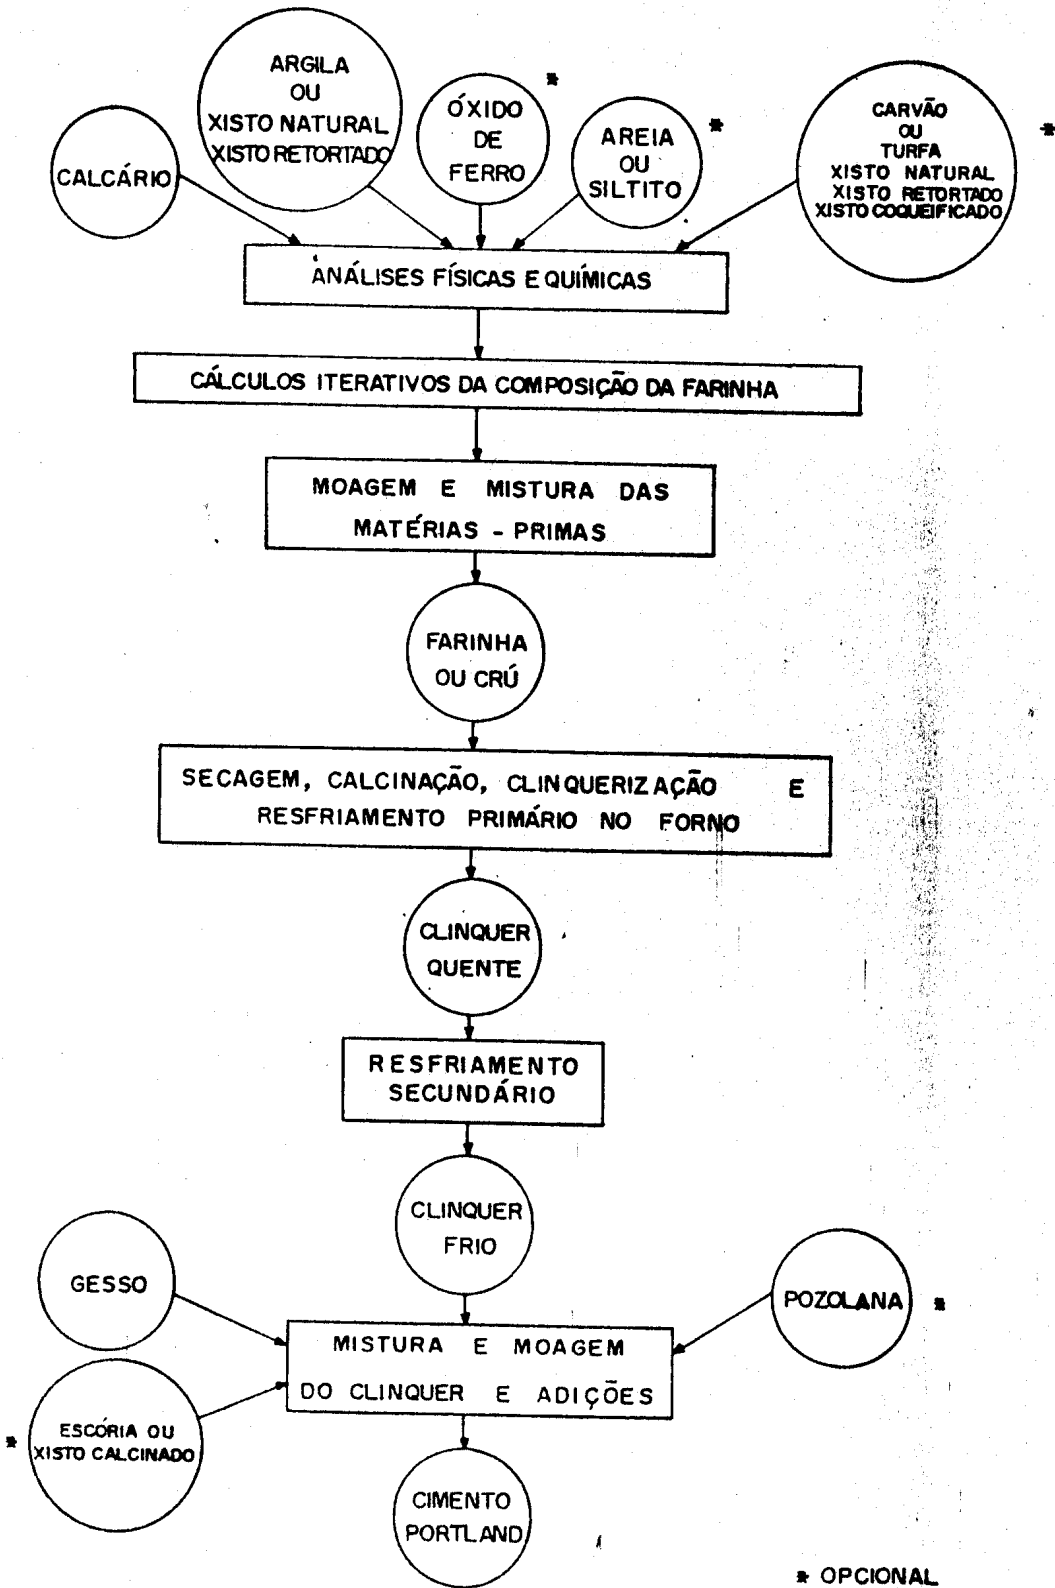 CALCÁRIO
ARGILA
OU
XISTO NATURAL
XISTO RETORTADO
*
ÓXIDO
DE
FERRO
*
AREIA
OU
SILTITO
*
CARVÃO
OU
TURFA
XISTO NATURAL
XISTO RETORTADO
XISTO COQUEIFICADO
ANÁLISES FÍSICAS E QUÍMICAS
CÁLCULOS ITERATIVOS DA COMPOSIÇÃO DA FARINHA
MOAGEM E MISTURA DAS
MATÉRIAS - PRIMAS
FARINHA
OU CRÚ
SECAGEM, CALCINAÇÃO, CLINQUERIZAÇÃO E
RESFRIAMENTO PRIMÁRIO NO FORNO
CLINQUER
QUENTE
RESFRIAMENTO
SECUNDÁRIO
CLINQUER
FRIO
GESSO
POZOLANA *
MISTURA E MOAGEM
DO CLINQUER E ADIÇÕES
* ESCÓRIA OU
XISTO CALCINADO
CIMENTO
PORTLAND
* OPCIONAL